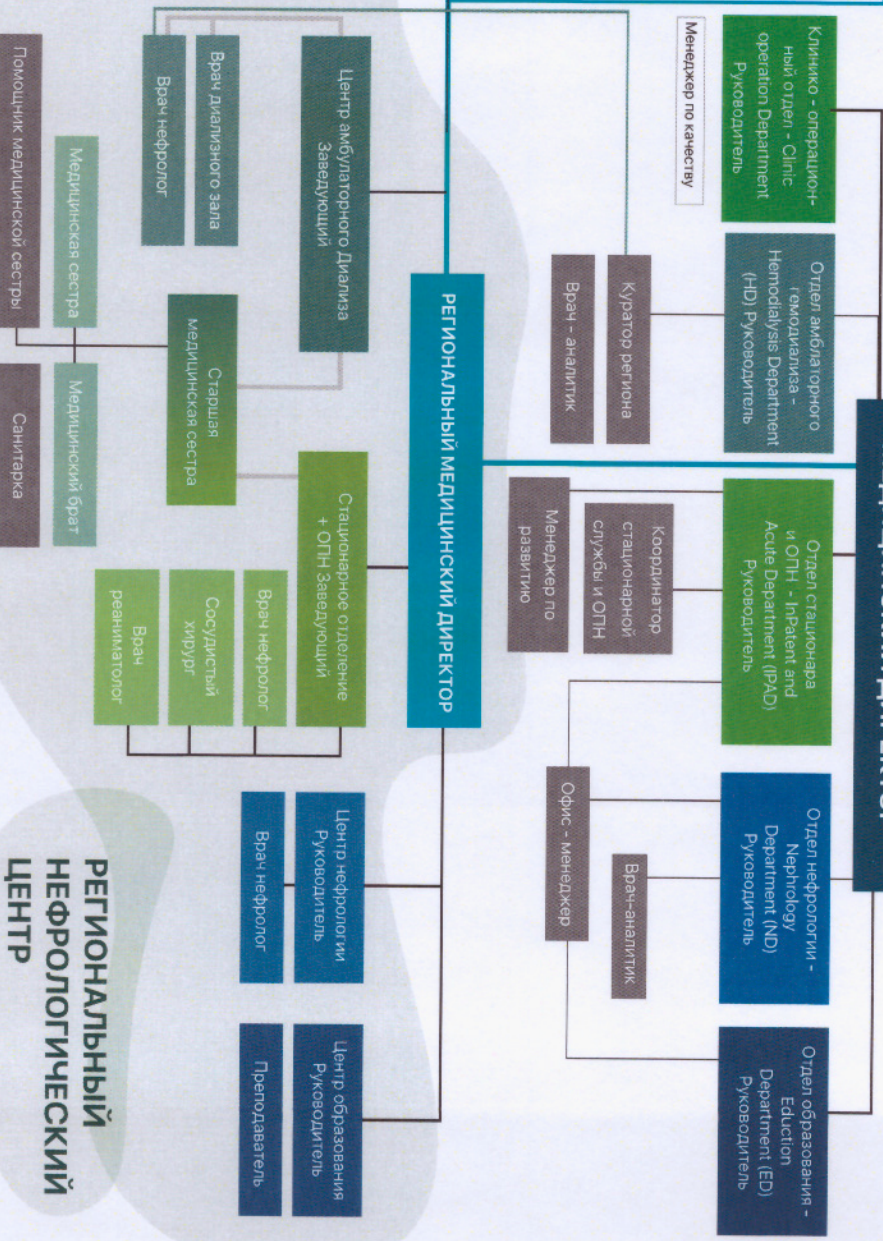 Клинико - операцион-
ный отдел - Clinic
operation Department
Руководитель
Менеджер по качеству
Отдел амблаторного
гемодиализа -
Hemodialysis Department
(HD) Руководитель
Куратор региона
Врач - аналитик
Отдел стационара
и ОПН - InPatent and
Acute Department (IPAD)
Руководитель
Координатор
стационарной
службы и ОПН
Менеджер по
развитию
Отдел нефрологии -
Nephrology
Department (ND)
Руководитель
Врач-аналитик
Офис - менеджер
Отдел образования -
Eduction
Department (ED)
Руководитель
РЕГИОНАЛЬНЫЙ МЕДИЦИНСКИЙ ДИРЕКТОР
Центр амбулаторного Диализа
Заведующий
Врач диализного зала
Врач нефролог
Старшая
медицинская сестра
Медицинская сестра
Медицинский брат
Помощник медицинской сестры
Санитарка
Стационарное отделение
+ ОПН Заведующий
Врач нефролог
Сосудистый
хирург
Врач
реаниматолог
Центр нефрологии
Руководитель
Врач нефролог
Центр образования
Руководитель
Преподаватель
РЕГИОНАЛЬНЫЙ
НЕФРОЛОГИЧЕСКИЙ
ЦЕНТР